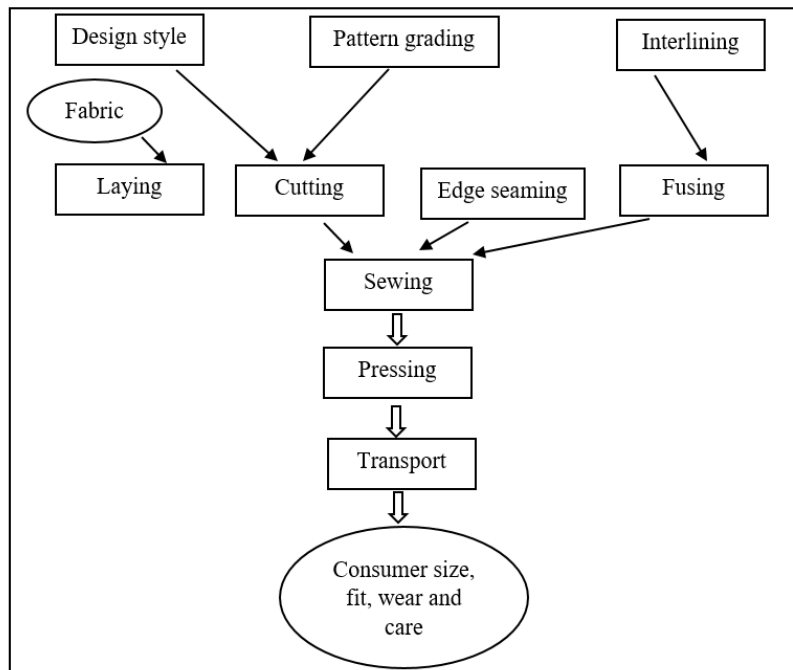 Design style
Pattern grading
Interlining
Fabric
Laying
Cutting
Edge seaming
Fusing
Sewing
Pressing
Transport
Consumer size,
fit, wear and
care